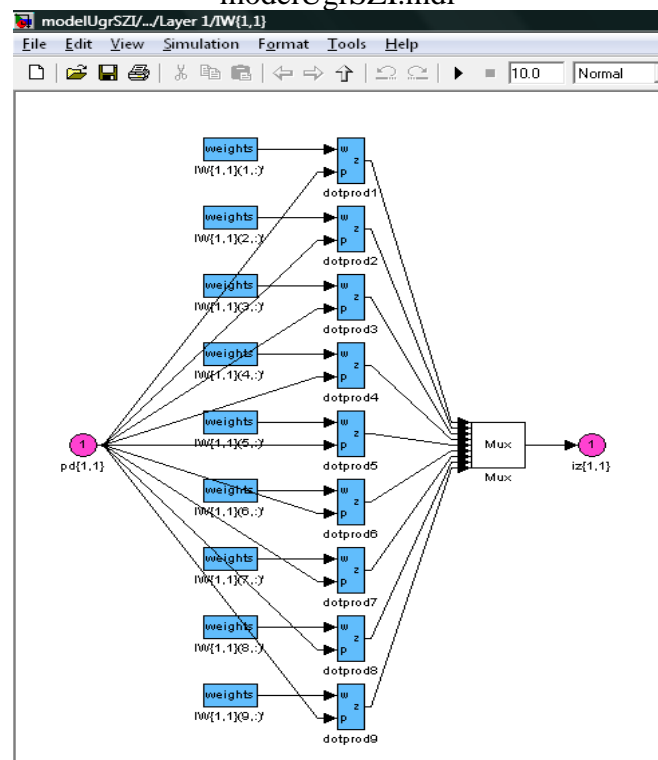 modelUgrSZI.mdl
modelUgrSZI/.../Layer 1/IW{1,1}
File Edit View Simulation Format Tools Help
10.0 Normal
weights w z p
IW{1,1}(1,:)' dotprod1
weights w z p
IW{1,1}(2,:)' dotprod2
weights w z p
IW{1,1}(3,:)' dotprod3
weights w z p
IW{1,1}(4,:)' dotprod4
weights w z p
1 Mux 1
IW{1,1}(5,:)' dotprod5
pd{1,1} Mux iz{1,1}
weights w z p
IW{1,1}(6,:)' dotprod6
weights w z p
IW{1,1}(7,:)' dotprod7
weights w z p
IW{1,1}(8,:)' dotprod8
weights w z p
IW{1,1}(9,:)' dotprod9